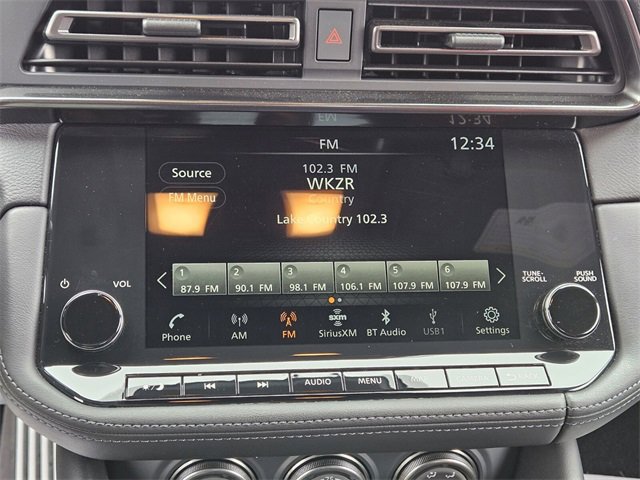 FM
12:34
Source
FM Menu
102.3 FM
WKZR
Country
Lake Country 102.3
1 2 3 4 5 6
87.9 FM 90.1 FM 98.1 FM 106.1 FM 107.9 FM 107.9 FM
VOL
TUNE-
SCROLL
PUSH
SOUND
Phone AM FM SiriusXM BT Audio USB1 Settings
sxm
AUDIO MENU